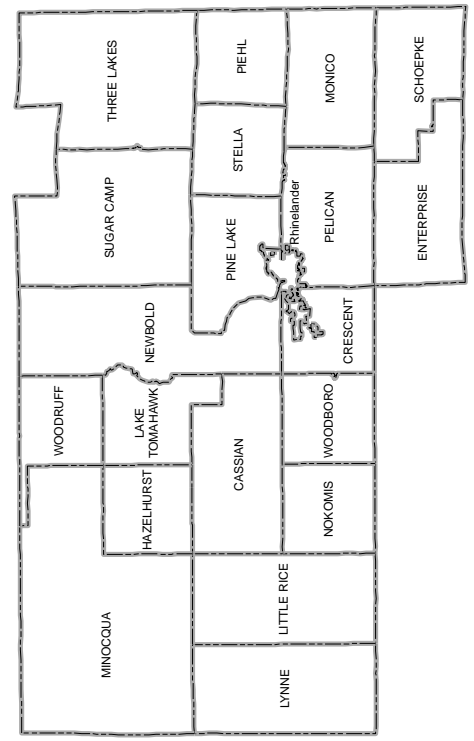 MINOCQUA
WOODRUFF
HAZELHURST
LAKE
TOMAHAWK
NEWBOLD
SUGAR CAMP
THREE LAKES
LYNNE
LITTLE RICE
CASSIAN
PINE LAKE
STELLA
PIEHL
NOKOMIS
WOODBORO
CRESCENT
Rhinelander
PELICAN
MONICO
ENTERPRISE
SCHOEPKE